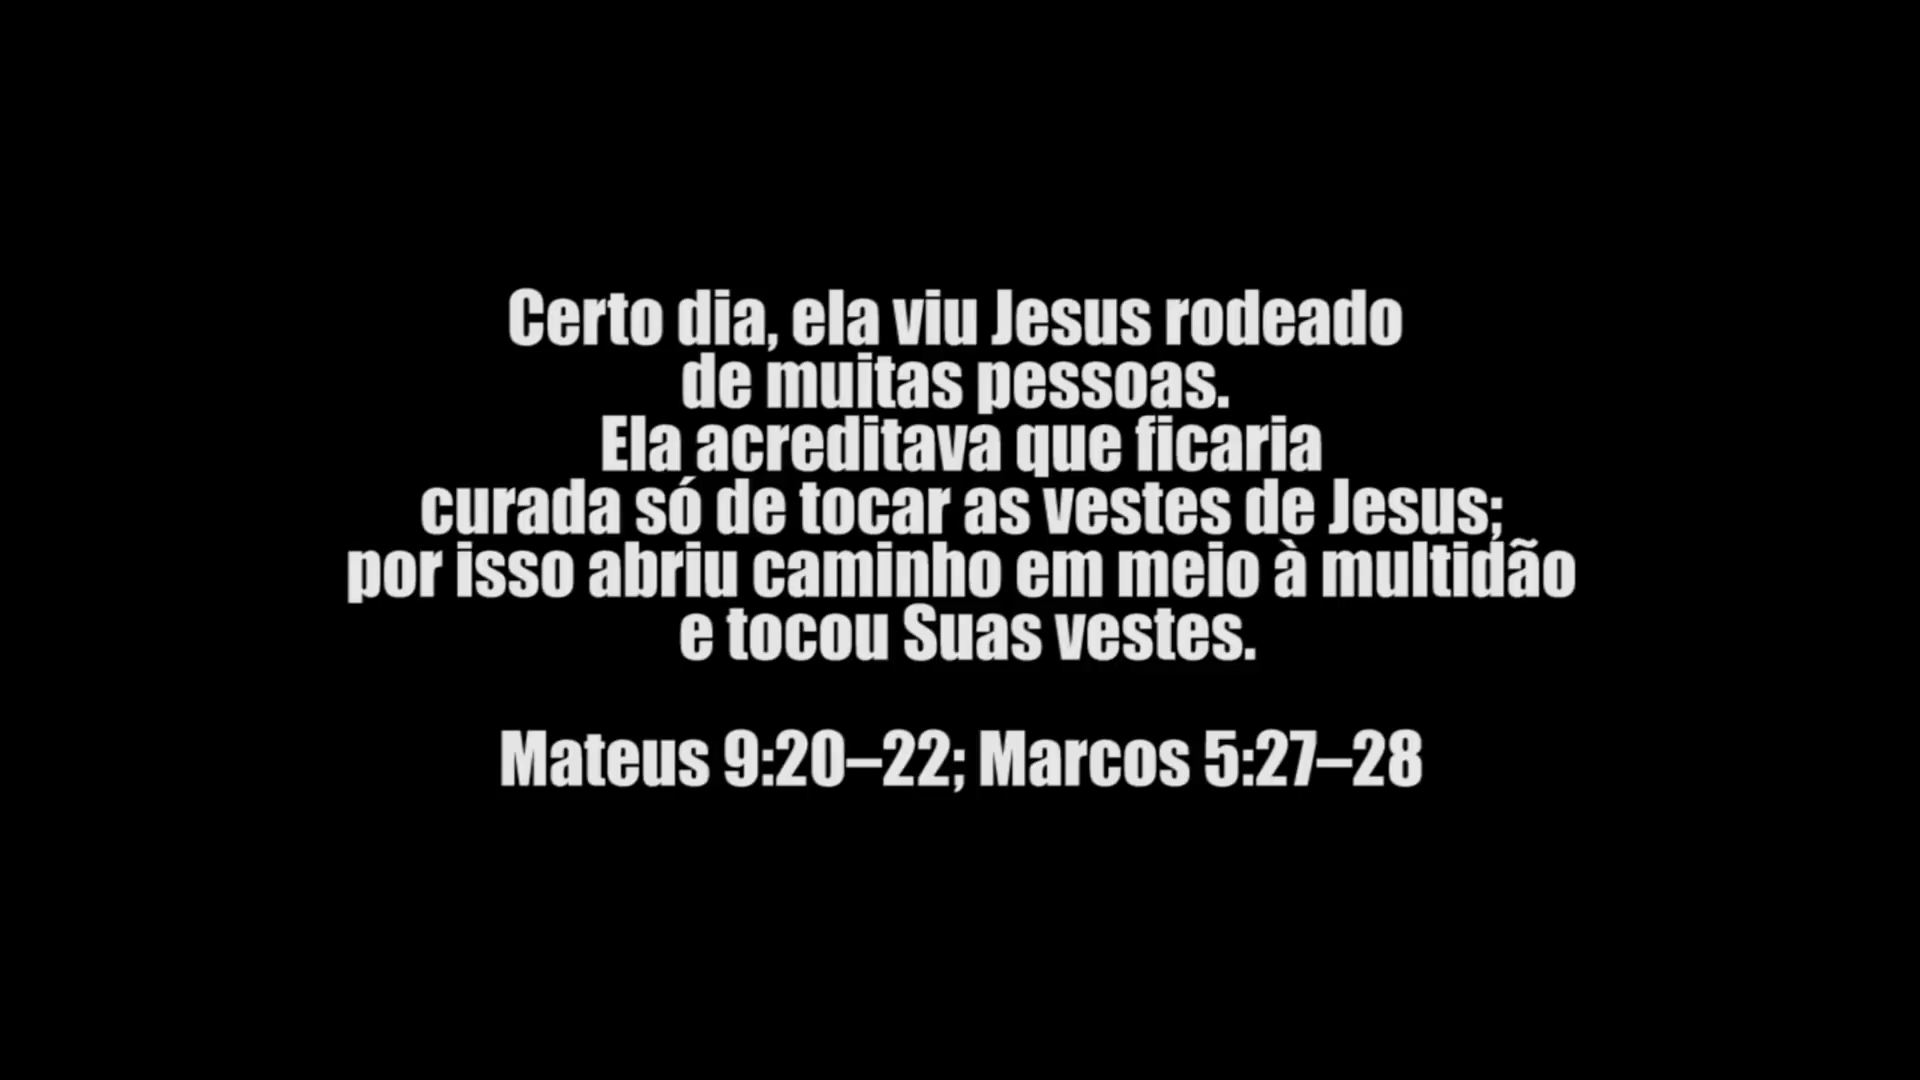 Certo dia, ela viu Jesus rodeado
de muitas pessoas.
Ela acreditava que ficaria
curada só de tocar as vestes de Jesus;
por isso abriu caminho em meio à multidão
e tocou Suas vestes.
Mateus 9:20–22; Marcos 5:27–28